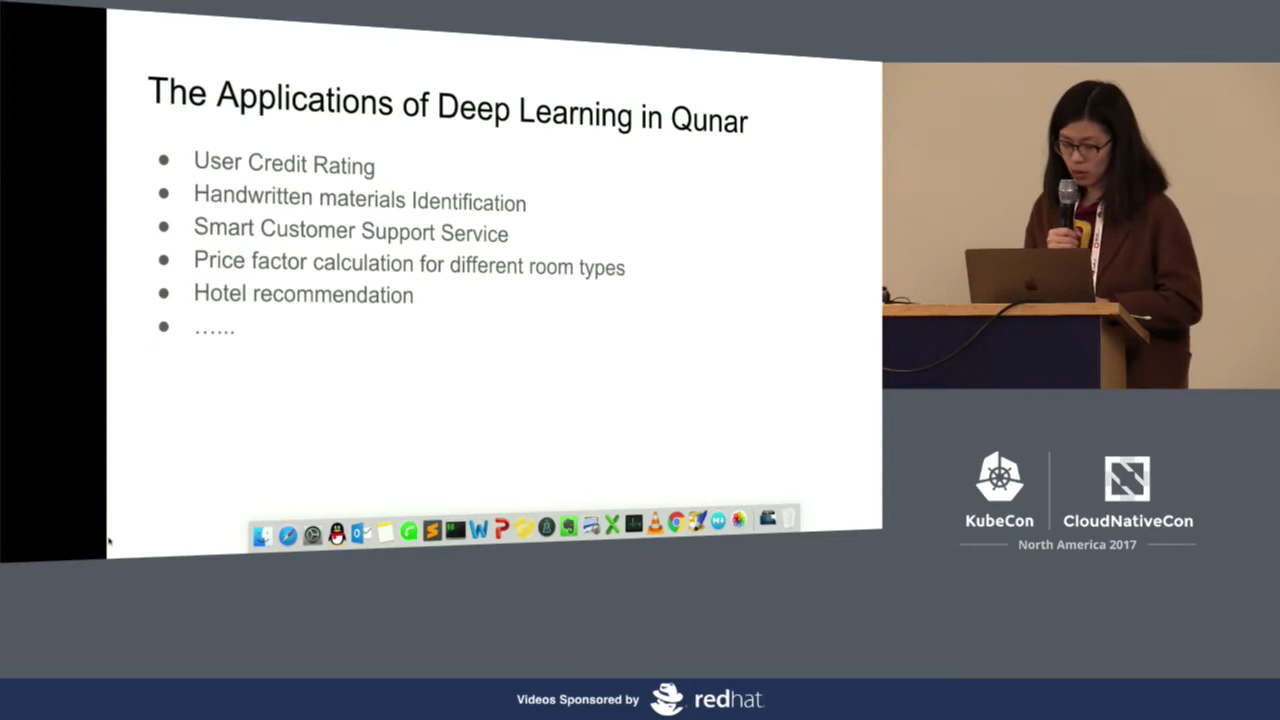 The Applications of Deep Learning in Qunar
● User Credit Rating
● Handwritten materials Identification
● Smart Customer Support Service
● Price factor calculation for different room types
● Hotel recommendation
● ......
KubeCon
CloudNativeCon
North America 2017
Videos Sponsored by redhat